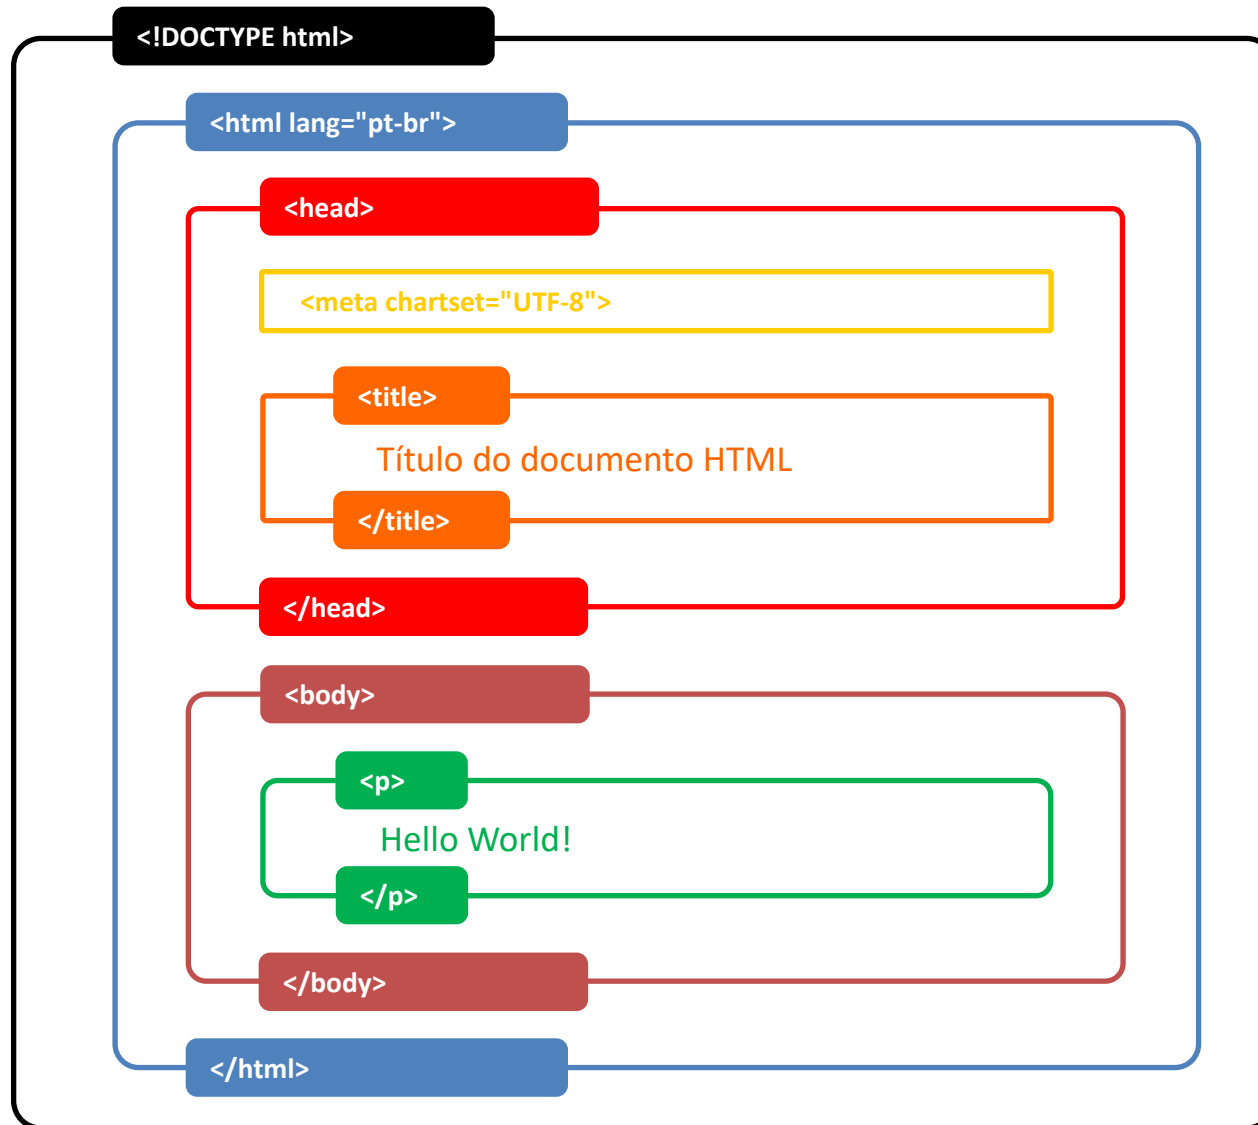 <!DOCTYPE html>
<html lang="pt-br">
<head>
<meta chartset="UTF-8">
<title>
Título do documento HTML
</title>
</head>
<body>
<p>
Hello World!
</p>
</body>
</html>